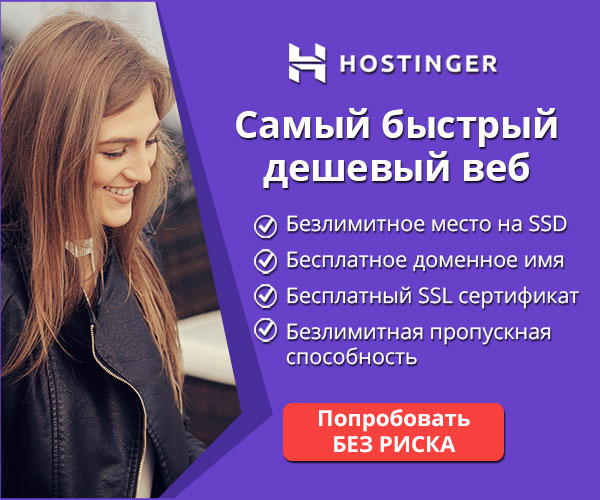 HOSTINGER
Самый быстрый
дешевый веб
Безлимитное место на SSD
Бесплатное доменное имя
Бесплатный SSL сертификат
Безлимитная пропускная
способность
Попробовать
БЕЗ РИСКА